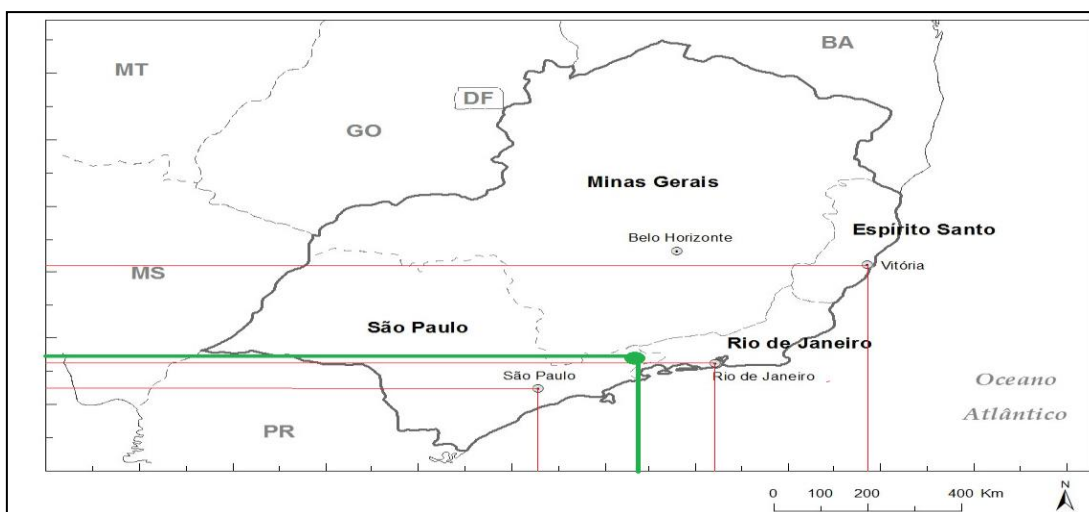 BA
MT
DF
GO
Minas Gerais
Espírito Santo
Belo Horizonte
Vitória
MS
São Paulo
Rio de Janeiro
São Paulo
Rio de Janeiro
Oceano
Atlântico
PR
N
0 100 200 400 Km